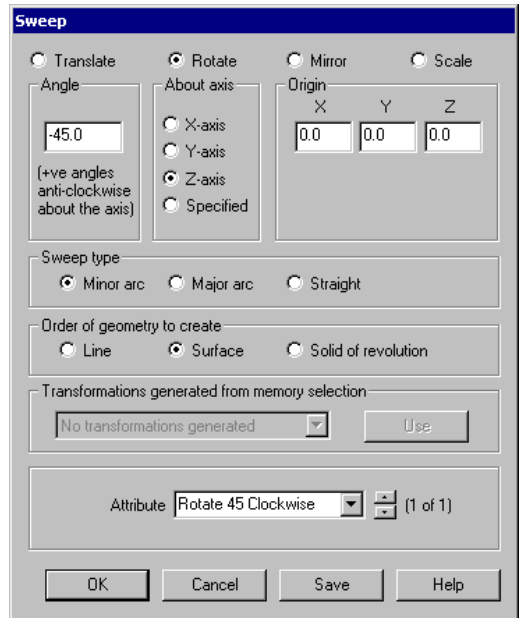 Sweep
Translate Rotate Mirror Scale
Angle About axis Origin
X Y Z
-45.0 X-axis 0.0 0.0 0.0
Y-axis
(+ve angles
anti-clockwise
about the axis)
Z-axis
Specified
Sweep type
Minor arc Major arc Straight
Order of geometry to create
Line Surface Solid of revolution
Transformations generated from memory selection
No transformations generated Use
Attribute Rotate 45 Clockwise (1 of 1)
OK Cancel Save Help